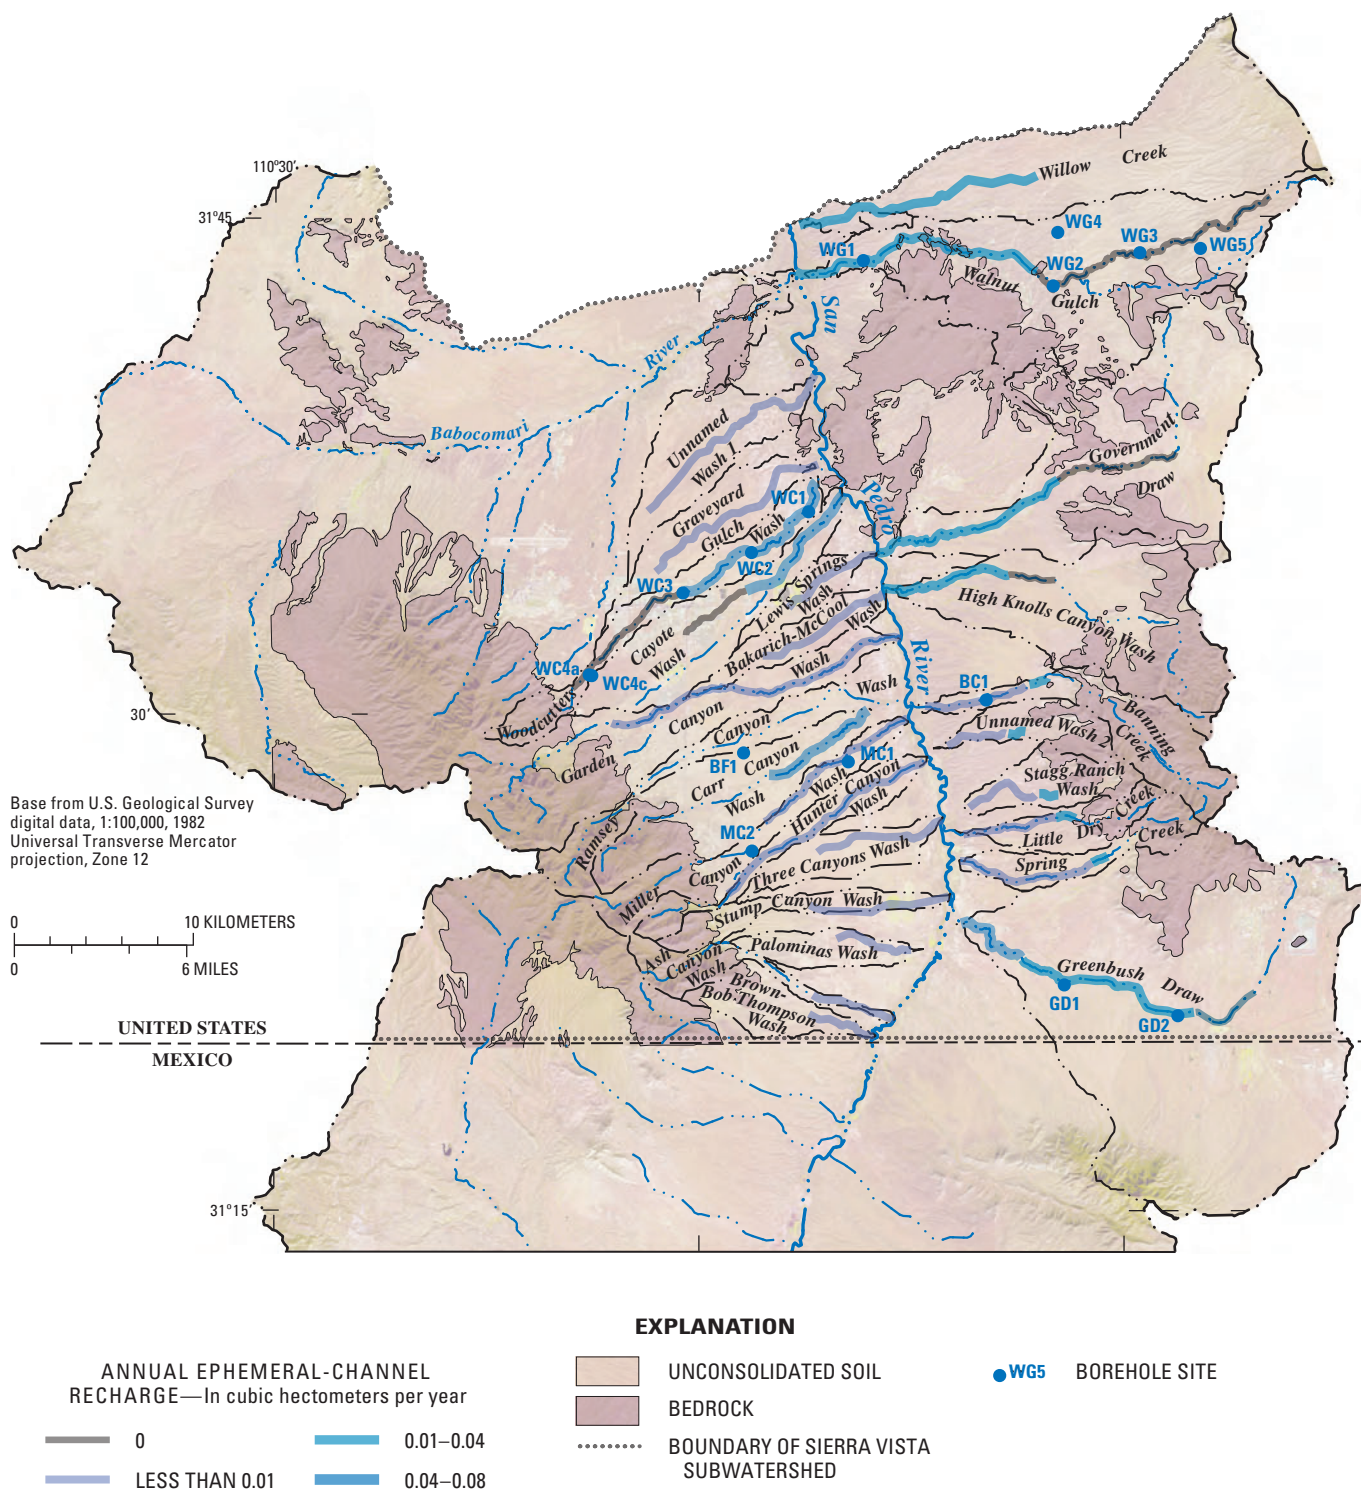 110°30'
31°45'
Willow Creek
WG4
WG1
WG3
WG5
WG2
Walnut
Gulch
San
River
Babocomari
Unnamed
Wash 1
Government
Draw
Graveyard
Gulch
WC1
Wash
Pedro
WC2
WC3
Lewis Springs
Wash
High Knolls Canyon Wash
Cayote
Wash
Bakarich-McCool
Wash
River
WC4a
WC4c
Woodcutters
Canyon
Wash
Wash
BC1
30'
Unnamed Wash 2
Banning
Creek
Garden
Canyon
BF1
Canyon
Carr
Wash
MC1
Wash
Hunter Canyon
Wash
Stagg Ranch
Wash
Little Dry Creek
Spring Creek
Base from U.S. Geological Survey
digital data, 1:100,000, 1982
Universal Transverse Mercator
projection, Zone 12
Ramsey
MC2
Canyon
Three Canyons Wash
Miller
Stump Canyon Wash
0 10 KILOMETERS
0 6 MILES
Palominas Wash
Ash
Canyon
Wash
Brown-
Bob Thompson
Wash
Greenbush
Draw
GD1
GD2
UNITED STATES
MEXICO
31°15'
EXPLANATION
ANNUAL EPHEMERAL-CHANNEL
RECHARGE—In cubic hectometers per year
0
LESS THAN 0.01
0.01–0.04
0.04–0.08
UNCONSOLIDATED SOIL
BEDROCK
BOUNDARY OF SIERRA VISTA
SUBWATERSHED
WG5 BOREHOLE SITE